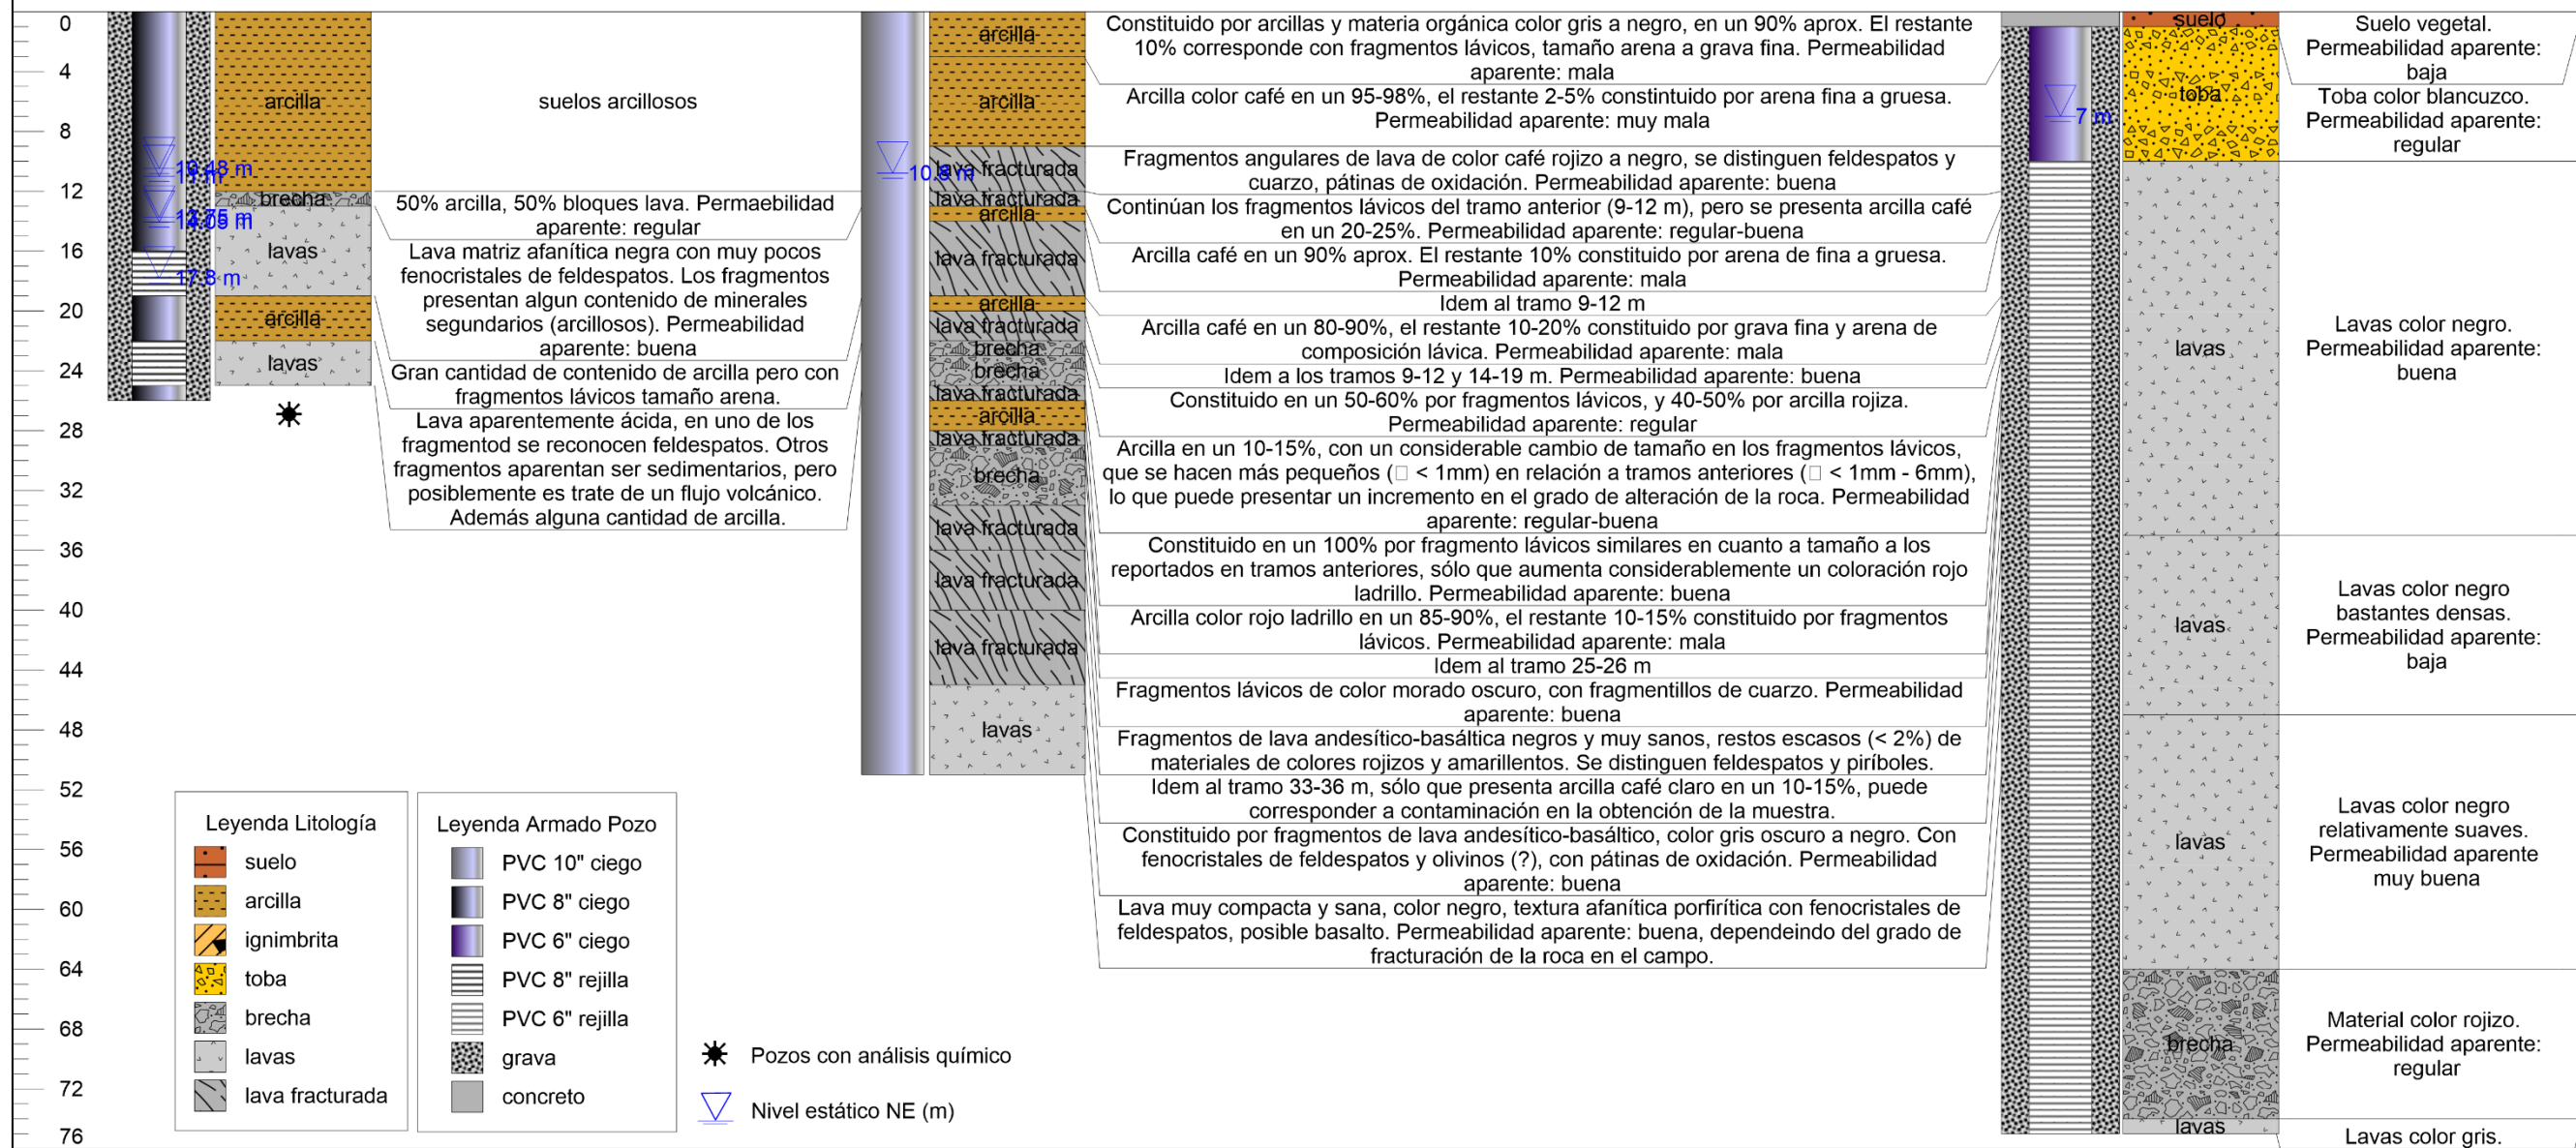 0
4
8
12
16
20
24
28
32
36
40
44
48
52
56
60
64
68
72
76
arcilla
brecha
lavas
arcilla
lavas
10.48 m
11 m
13.75 m
14.05 m
17.8 m
suelos arcillosos
50% arcilla, 50% bloques lava. Permaebilidad
aparente: regular
Lava matriz afanítica negra con muy pocos
fenocristales de feldespatos. Los fragmentos
presentan algun contenido de minerales
segundarios (arcillosos). Permeabilidad
aparente: buena
Gran cantidad de contenido de arcilla pero con
fragmentos lávicos tamaño arena.
Lava aparentemente ácida, en uno de los
fragmentod se reconocen feldespatos. Otros
fragmentos aparentan ser sedimentarios, pero
posiblemente es trate de un flujo volcánico.
Además alguna cantidad de arcilla.
10.8 m
arcilla
arcilla
lava fracturada
lava fracturada
arcilla
lava fracturada
arcilla
lava fracturada
brecha
brecha
lava fracturada
arcilla
lava fracturada
brecha
lava fracturada
lava fracturada
lava fracturada
lavas
Constituido por arcillas y materia orgánica color gris a negro, en un 90% aprox. El restante
10% corresponde con fragmentos lávicos, tamaño arena a grava fina. Permeabilidad
aparente: mala
Arcilla color café en un 95-98%, el restante 2-5% constintuido por arena fina a gruesa.
Permeabilidad aparente: muy mala
Fragmentos angulares de lava de color café rojizo a negro, se distinguen feldespatos y
cuarzo, pátinas de oxidación. Permeabilidad aparente: buena
Continúan los fragmentos lávicos del tramo anterior (9-12 m), pero se presenta arcilla café
en un 20-25%. Permeabilidad aparente: regular-buena
Arcilla café en un 90% aprox. El restante 10% constituido por arena de fina a gruesa.
Permeabilidad aparente: mala
Idem al tramo 9-12 m
Arcilla café en un 80-90%, el restante 10-20% constituido por grava fina y arena de
composición lávica. Permeabilidad aparente: mala
Idem a los tramos 9-12 y 14-19 m. Permeabilidad aparente: buena
Constituido en un 50-60% por fragmentos lávicos, y 40-50% por arcilla rojiza.
Permeabilidad aparente: regular
Arcilla en un 10-15%, con un considerable cambio de tamaño en los fragmentos lávicos,
que se hacen más pequeños (□ < 1mm) en relación a tramos anteriores (□ < 1mm - 6mm),
lo que puede presentar un incremento en el grado de alteración de la roca. Permeabilidad
aparente: regular-buena
Constituido en un 100% por fragmento lávicos similares en cuanto a tamaño a los
reportados en tramos anteriores, sólo que aumenta considerablemente un coloración rojo
ladrillo. Permeabilidad aparente: buena
Arcilla color rojo ladrillo en un 85-90%, el restante 10-15% constituido por fragmentos
lávicos. Permeabilidad aparente: mala
Idem al tramo 25-26 m
Fragmentos lávicos de color morado oscuro, con fragmentillos de cuarzo. Permeabilidad
aparente: buena
Fragmentos de lava andesítico-basáltica negros y muy sanos, restos escasos (< 2%) de
materiales de colores rojizos y amarillentos. Se distinguen feldespatos y piríboles.
Idem al tramo 33-36 m, sólo que presenta arcilla café claro en un 10-15%, puede
corresponder a contaminación en la obtención de la muestra.
Constituido por fragmentos de lava andesítico-basáltico, color gris oscuro a negro. Con
fenocristales de feldespatos y olivinos (?), con pátinas de oxidación. Permeabilidad
aparente: buena
Lava muy compacta y sana, color negro, textura afanítica porfirítica con fenocristales de
feldespatos, posible basalto. Permeabilidad aparente: buena, dependeindo del grado de
fracturación de la roca en el campo.
7 m
suelo
toba
lavas
lavas
lavas
brecha
lavas
Suelo vegetal.
Permeabilidad aparente:
baja
Toba color blancuzco.
Permeabilidad aparente:
regular
Lavas color negro.
Permeabilidad aparente:
buena
Lavas color negro
bastantes densas.
Permeabilidad aparente:
baja
Lavas color negro
relativamente suaves.
Permeabilidad aparente
muy buena
Material color rojizo.
Permeabilidad aparente:
regular
Lavas color gris.
Leyenda Litología
suelo
arcilla
ignimbrita
toba
brecha
lavas
lava fracturada
Leyenda Armado Pozo
PVC 10" ciego
PVC 8" ciego
PVC 6" ciego
PVC 8" rejilla
PVC 6" rejilla
grava
concreto
Pozos con análisis químico
Nivel estático NE (m)